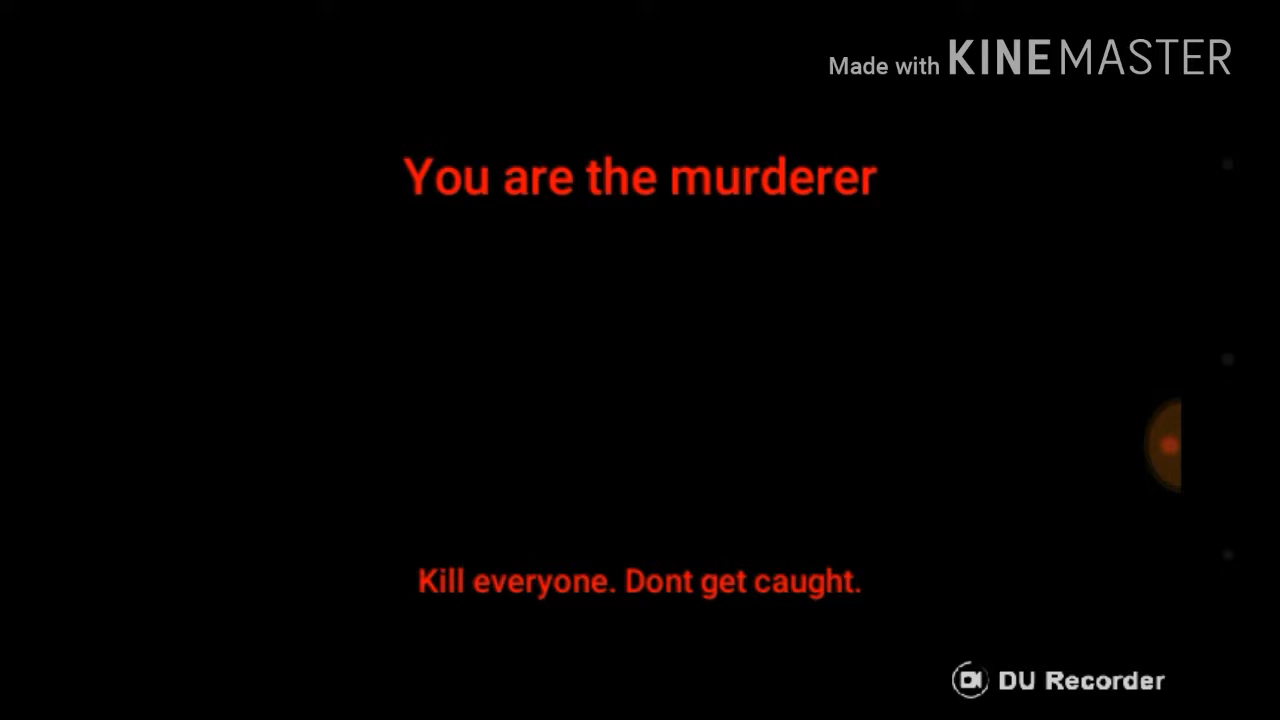 Made with KINEMASTER
You are the murderer
Kill everyone. Dont get caught.
DU Recorder